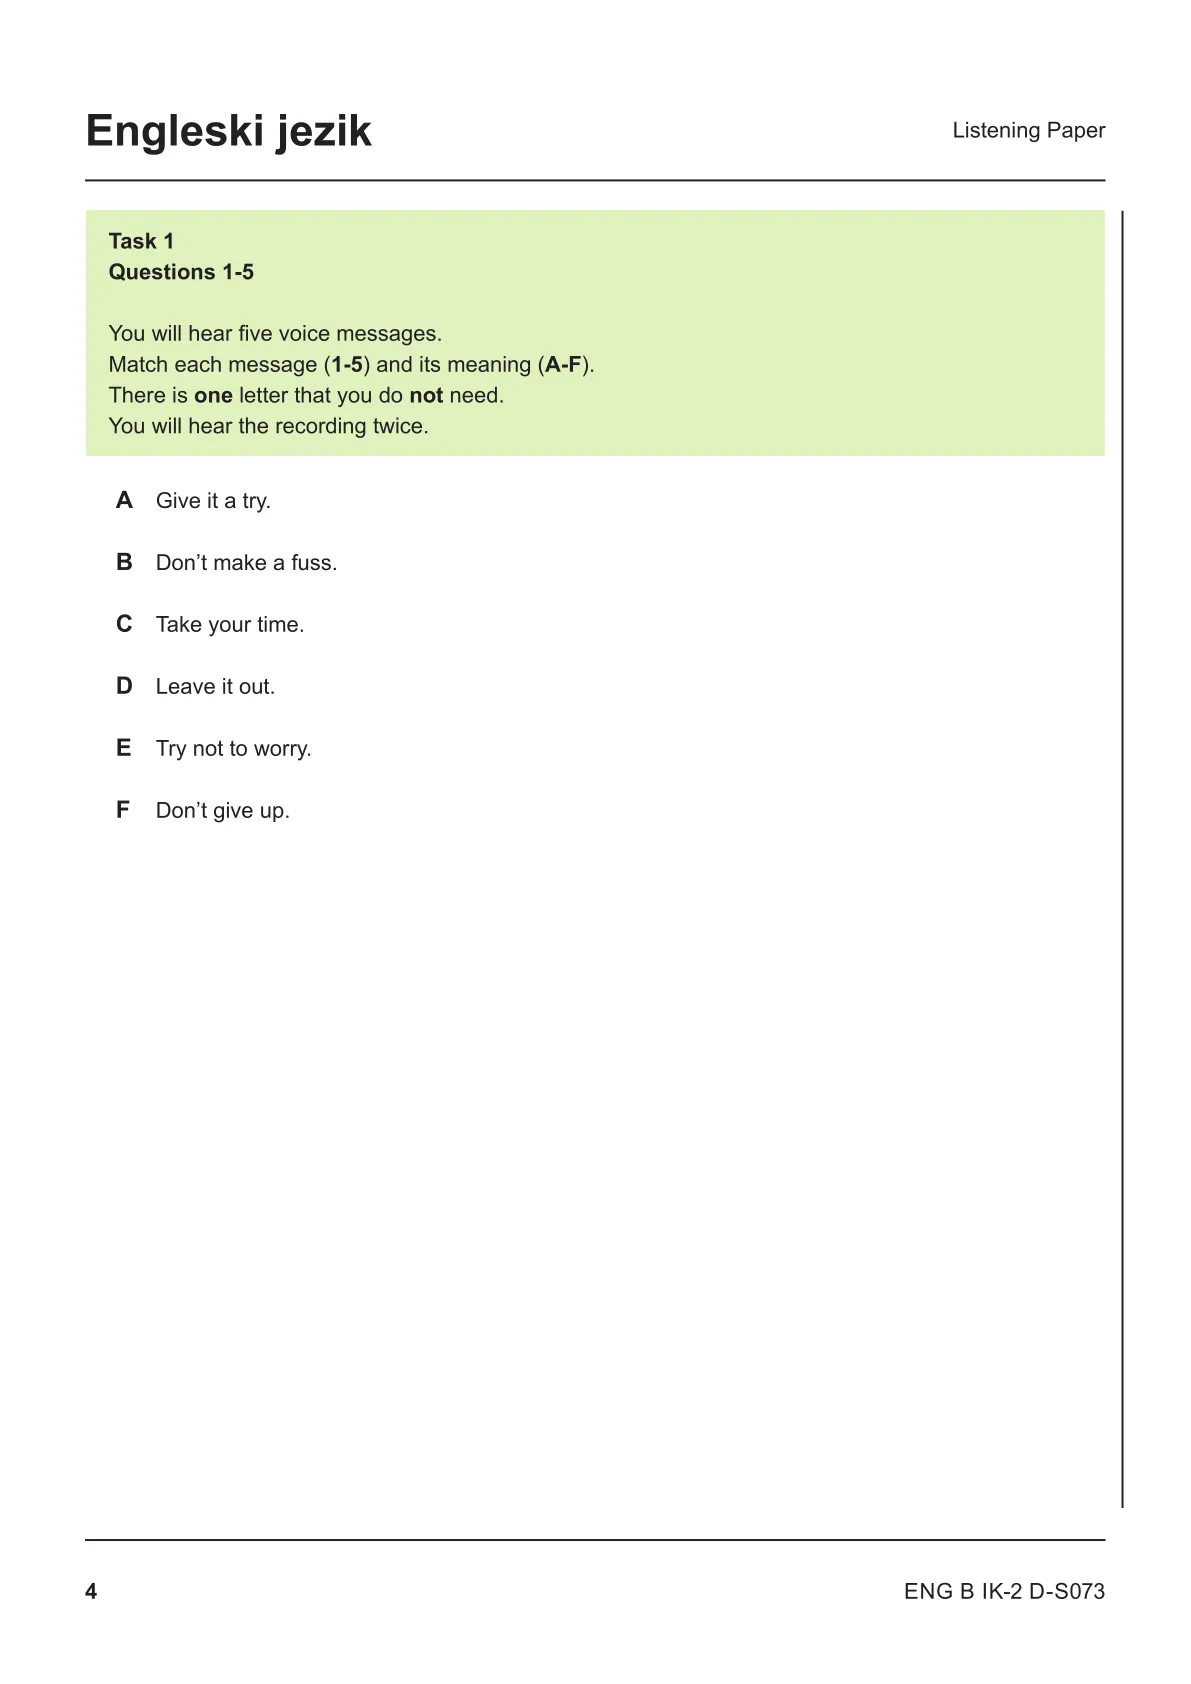 Engleski jezik
Listening Paper
Task 1
Questions 1-5
You will hear five voice messages.
Match each message (1-5) and its meaning (A-F).
There is one letter that you do not need.
You will hear the recording twice.
A Give it a try.
B Don’t make a fuss.
C Take your time.
D Leave it out.
E Try not to worry.
F Don’t give up.
4
ENG B IK-2 D-S073